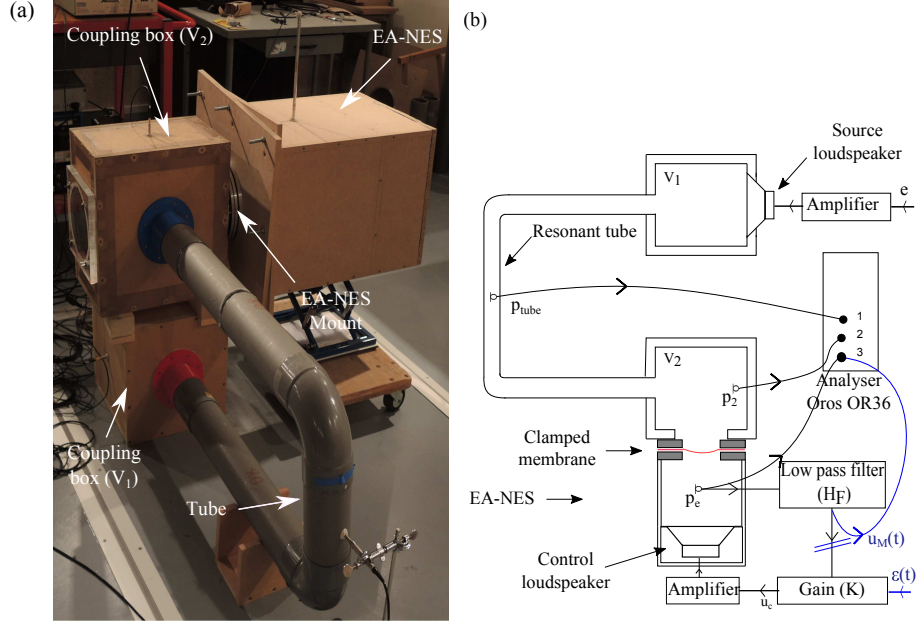 (a)
Coupling box (V2)
EA-NES
EA-NES
Mount
Coupling
box (V1)
Tube
(b)
V1
Source
loudspeaker
Amplifier
e
Resonant tube
ptube
1
2
3
V2
p2
Analyser
Oros OR36
Clamped
membrane
EA-NES
pe
Low pass filter
(HF)
uM(t)
Control
loudspeaker
Amplifier
uc
Gain (K)
ε(t)